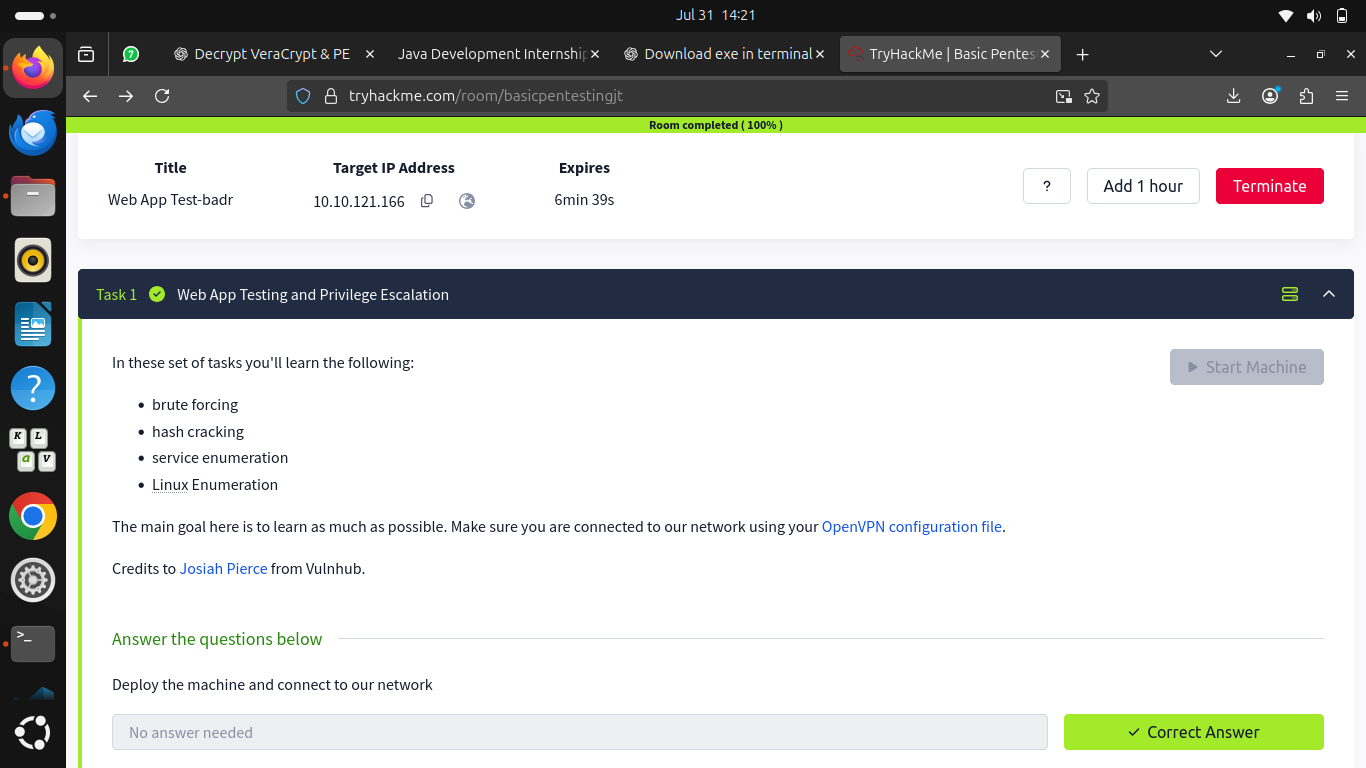 Jul 31 14:21
7
Decrypt VeraCrypt & PE
Java Development Internship
Download exe in terminal
TryHackMe | Basic Pentes
tryhackme.com/room/basicpentestingjt
Room completed ( 100% )
Title
Target IP Address
Expires
Web App Test-badr
10.10.121.166
6min 39s
?
Add 1 hour
Terminate
Task 1
Web App Testing and Privilege Escalation
In these set of tasks you'll learn the following:
Start Machine
• brute forcing
• hash cracking
• service enumeration
• Linux Enumeration
The main goal here is to learn as much as possible. Make sure you are connected to our network using your OpenVPN configuration file.
Credits to Josiah Pierce from Vulnhub.
Answer the questions below
Deploy the machine and connect to our network
No answer needed
Correct Answer
?
K L
a V
>_